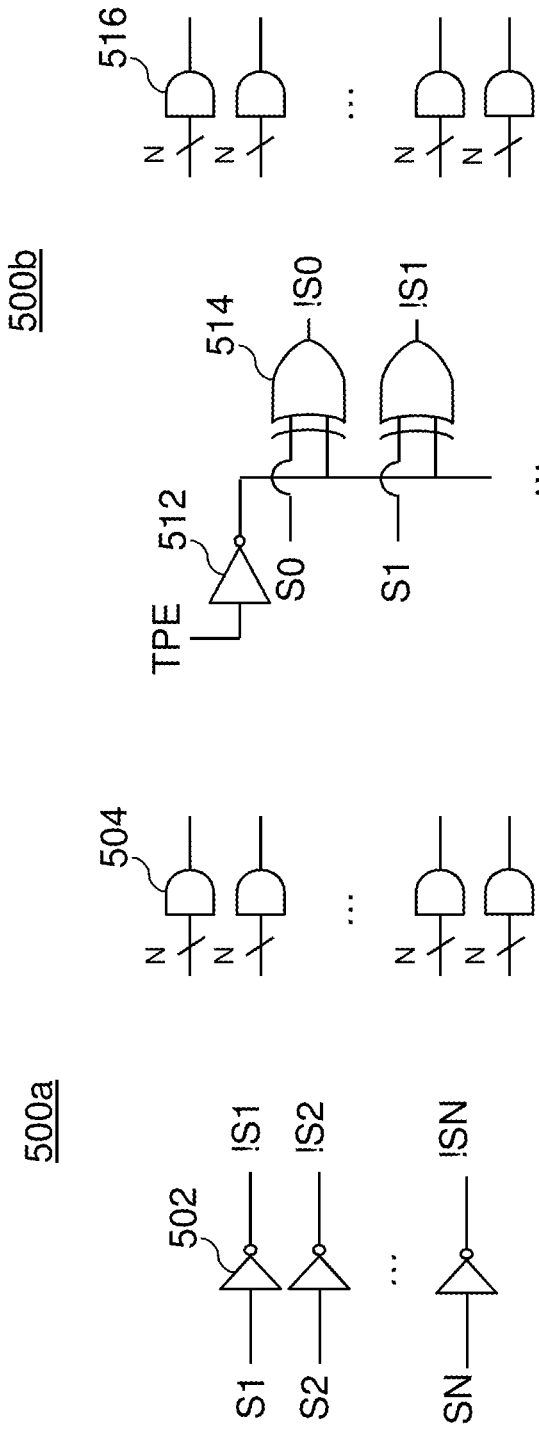 500a
502
S1 !S1
S2 !S2
...
SN !SN
504
N
N
...
N
N
500b
TPE
512
514
S0 !S0
S1 !S1
...
516
N
N
...
N
N